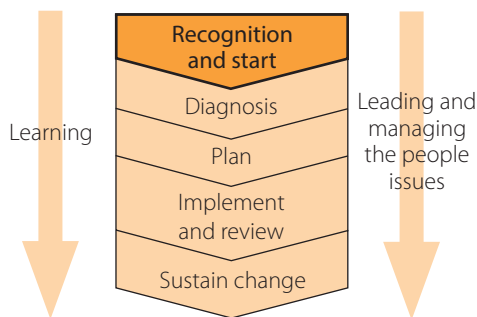 Recognition
and start
Diagnosis
Plan
Implement
and review
Sustain change
Learning
Leading and
managing
the people
issues